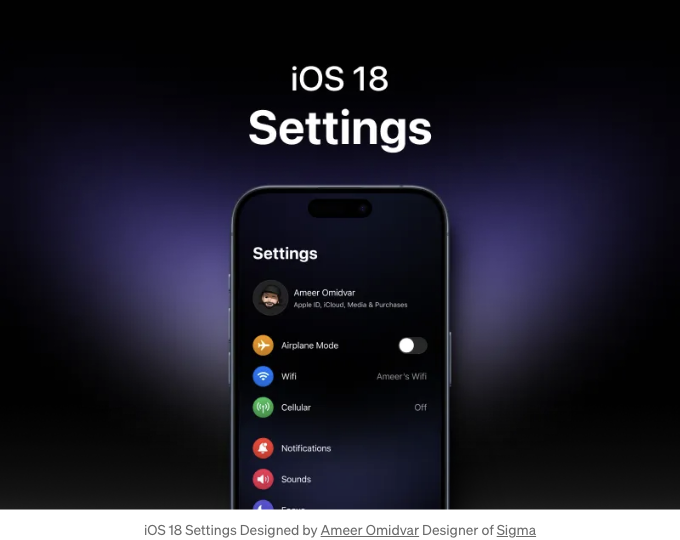 iOS 18
Settings
Settings
Ameer Omidvar
Apple ID, iCloud, Media & Purchases
Airplane Mode
Wifi Ameer's Wifi
Cellular Off
Notifications
Sounds
iOS 18 Settings Designed by Ameer Omidvar Designer of Sigma